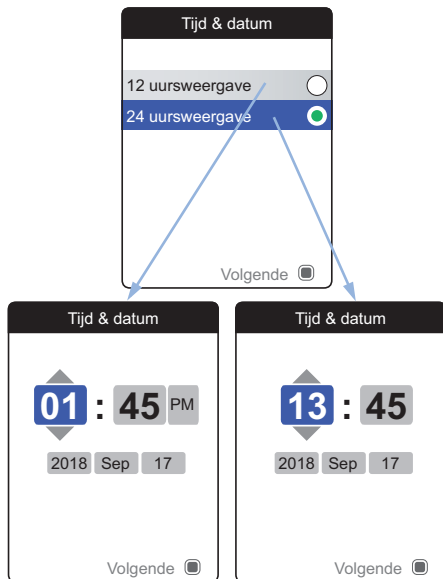 Tijd & datum
12 uursweergave
24 uursweergave
Volgende
Tijd & datum
01 : 45 PM
2018 Sep 17
Volgende
Tijd & datum
13 : 45
2018 Sep 17
Volgende